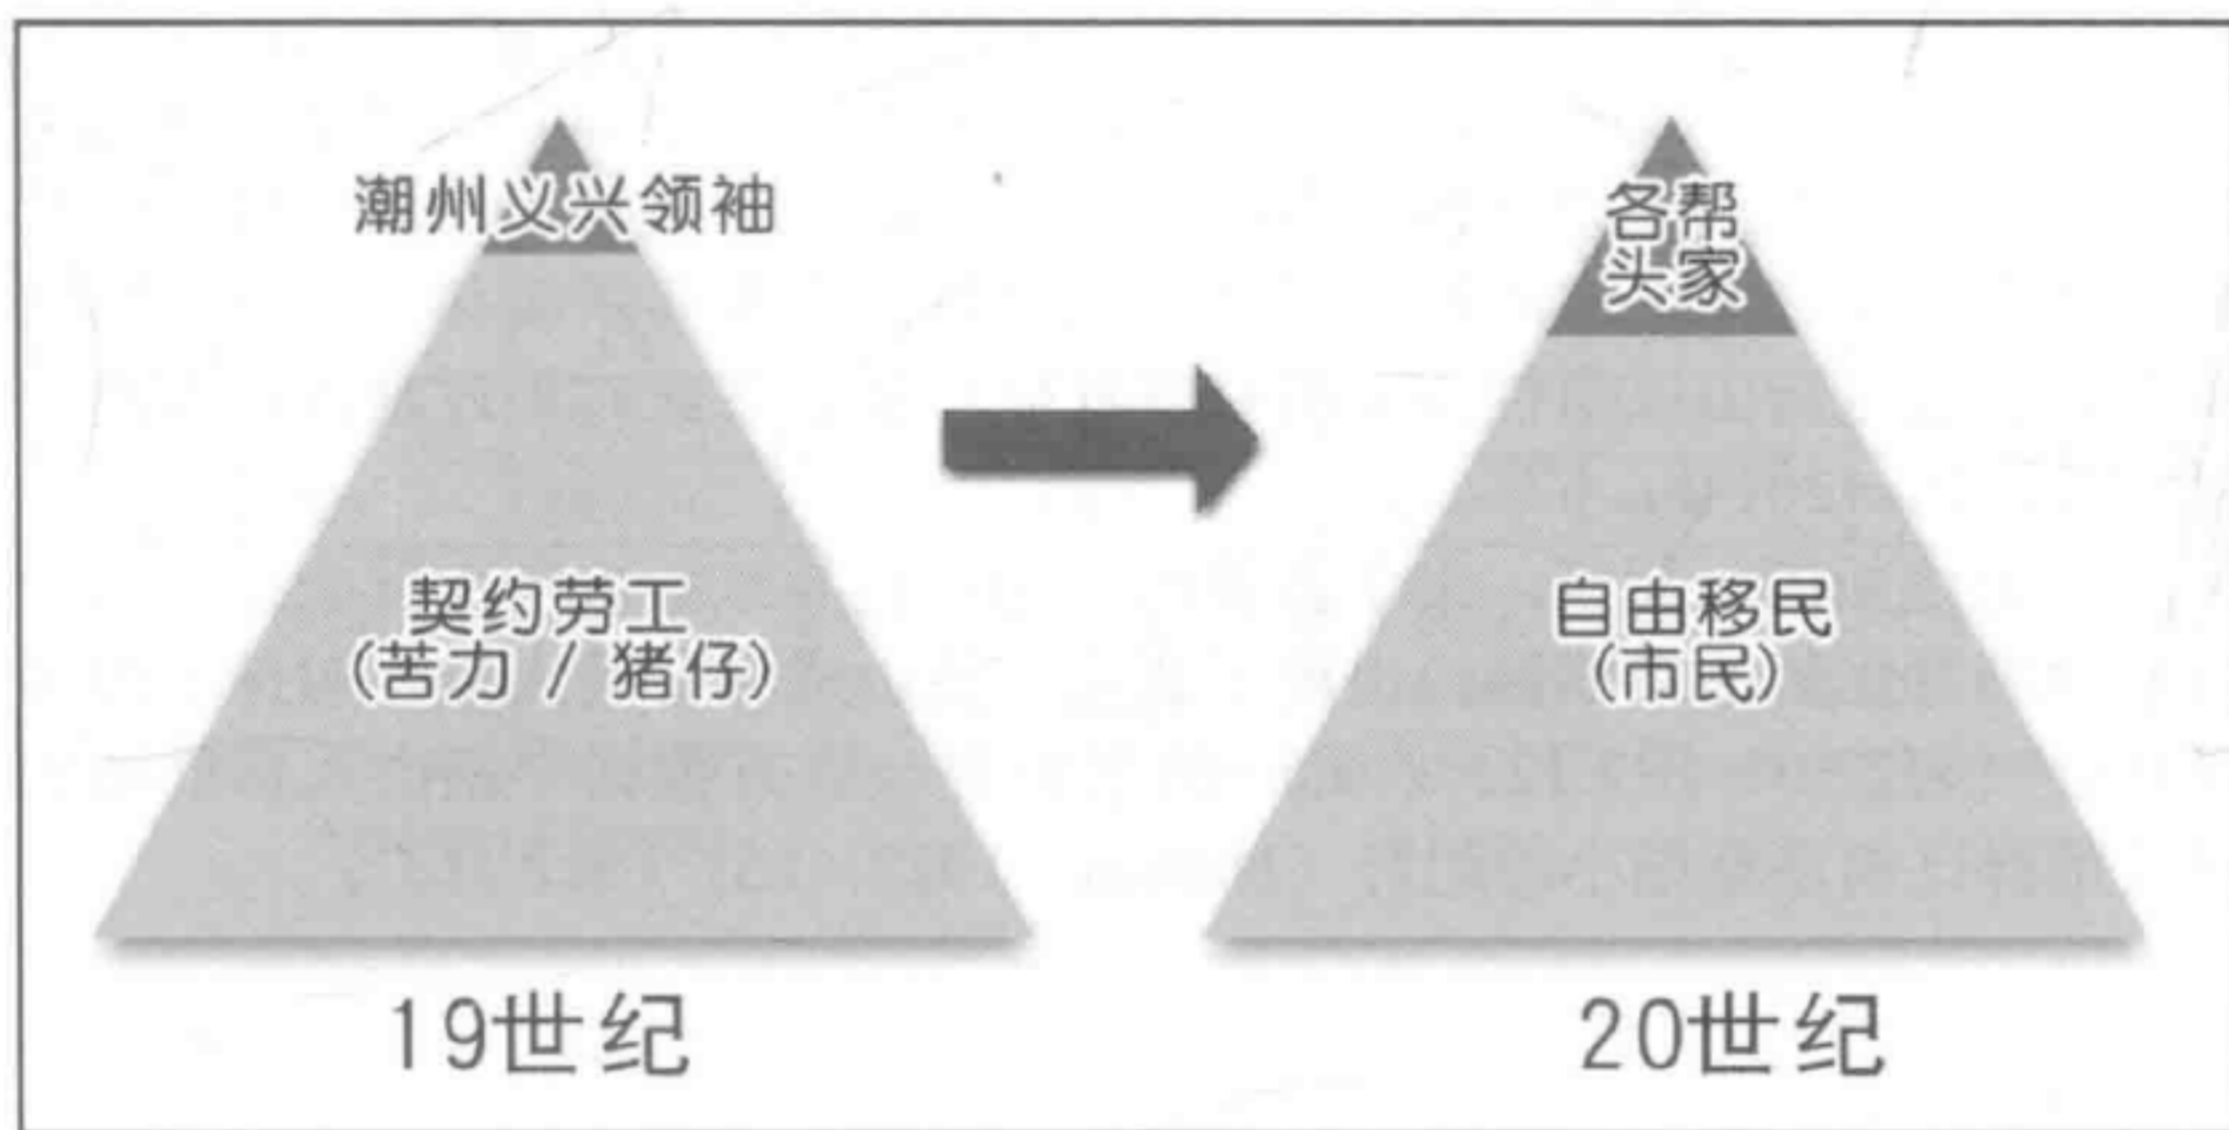 潮州义兴领袖
契约劳工
(苦力 / 猪仔)
19世纪
各帮
头家
自由移民
(市民)
20世纪